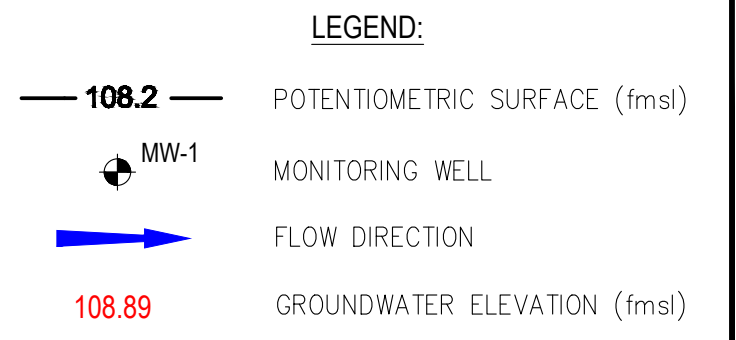 LEGEND:
108.2 POTENTIOMETRIC SURFACE (fmsl)
MW-1 MONITORING WELL
FLOW DIRECTION
108.89 GROUNDWATER ELEVATION (fmsl)